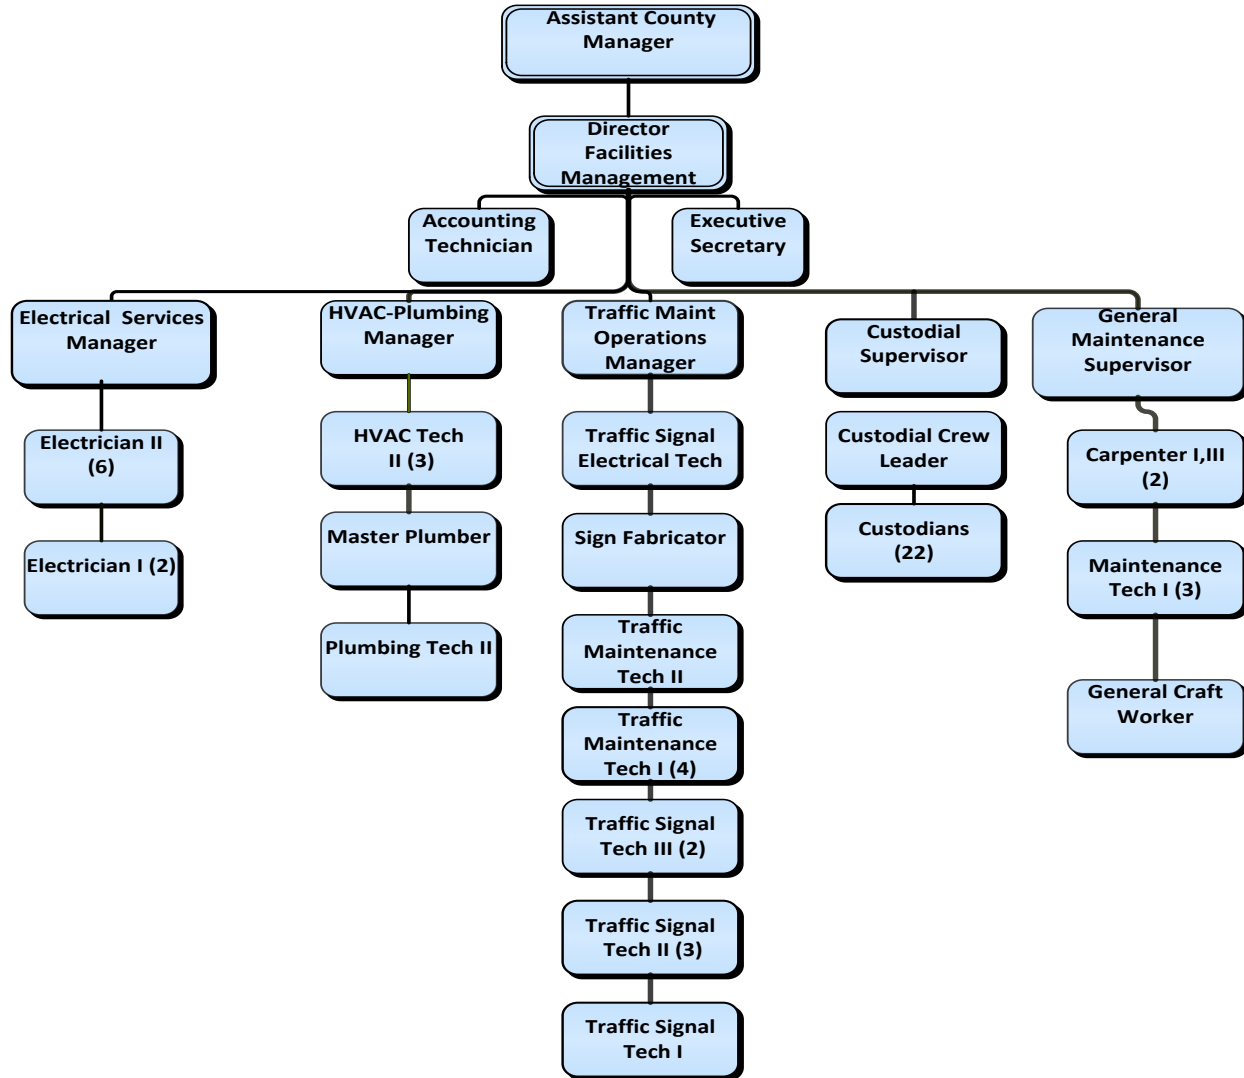 Assistant County
Manager
Director
Facilities
Management
Accounting
Technician
Executive
Secretary
Electrical  Services
Manager
HVAC-Plumbing
Manager
Traffic Maint
Operations
Manager
Custodial
Supervisor
General
Maintenance
Supervisor
Electrician II
(6)
HVAC Tech
II (3)
Traffic Signal
Electrical Tech
Custodial Crew
Leader
Carpenter I,III
(2)
Electrician I (2)
Master Plumber
Sign Fabricator
Custodians
(22)
Maintenance
Tech I (3)
Plumbing Tech II
Traffic
Maintenance
Tech II
General Craft
Worker
Traffic
Maintenance
Tech I (4)
Traffic Signal
Tech III (2)
Traffic Signal
Tech II (3)
Traffic Signal
Tech I